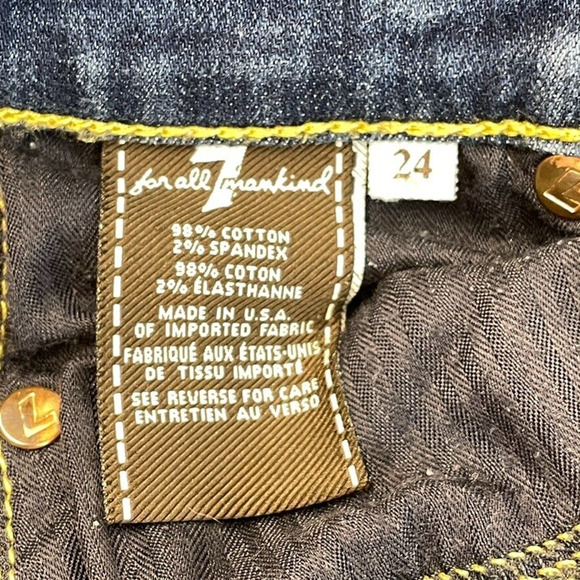 7
for all mankind
24
98% COTTON
2% SPANDEX
98% COTON
2% ÉLASTHANNE
MADE IN U.S.A.
OF IMPORTED FABRIC
FABRIQUÉ AUX ÉTATS-UNIS
DE TISSU IMPORTÉ
SEE REVERSE FOR CARE
ENTRETIEN AU VERSO